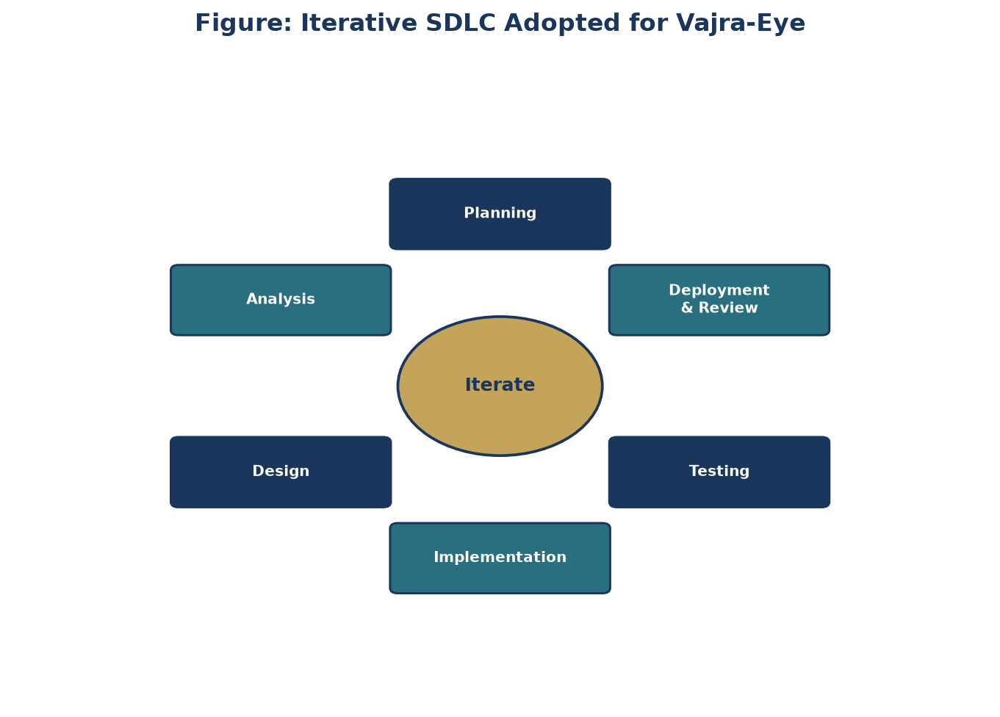 Figure: Iterative SDLC Adopted for Vajra-Eye
Planning
Analysis
Deployment
& Review
Iterate
Design
Testing
Implementation